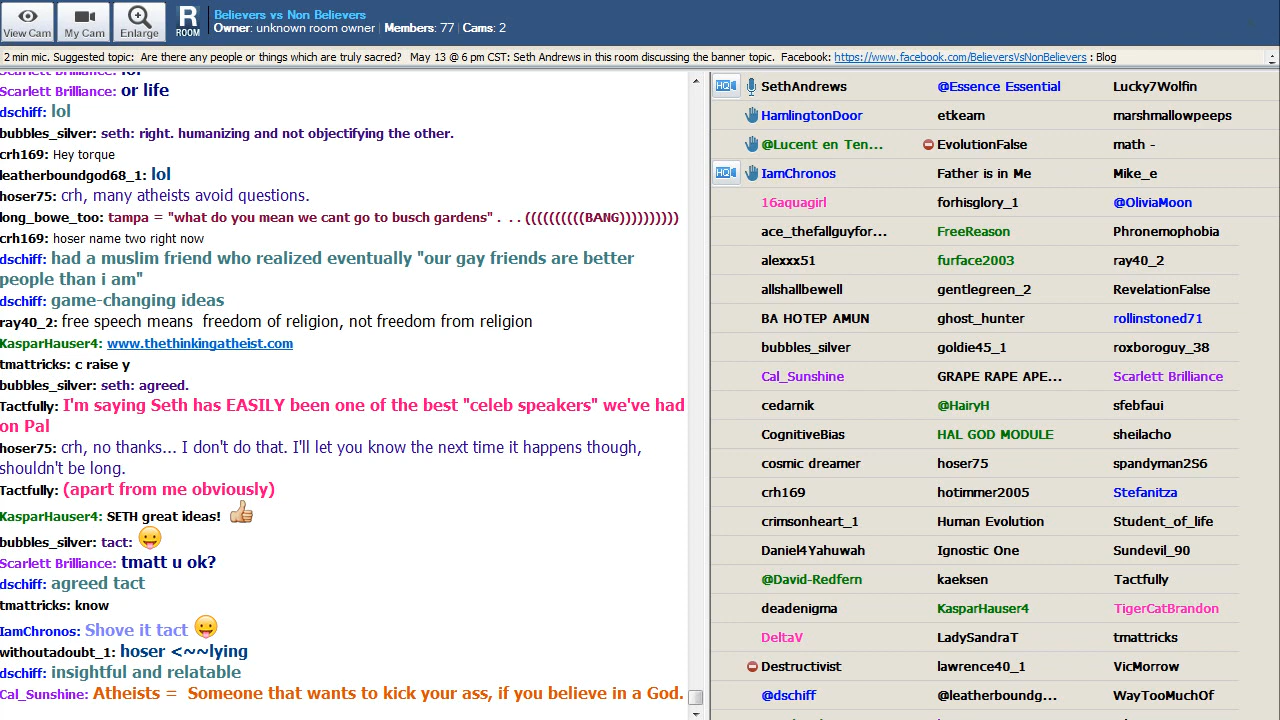 View Cam
My Cam
Enlarge
R
ROOM
Believers vs Non Believers
Owner: unknown room owner | Members: 77 | Cams: 2
2 min mic. Suggested topic: Are there any people or things which are truly sacred? May 13 @ 6 pm CST: Seth Andrews in this room discussing the banner topic. Facebook: https://www.facebook.com/BelieversVsNonBelievers : Blog
Scarlett Brilliance: lol
Scarlett Brilliance: or life
dschiff: lol
bubbles_silver: seth: right. humanizing and not objectifying the other.
crh169: Hey torque
leatherboundgod68_1: lol
hoser75: crh, many atheists avoid questions.
long_bowe_too: tampa = "what do you mean we cant go to busch gardens" . . . ((((((((((BANG))))))))))
crh169: hoser name two right now
dschiff: had a muslim friend who realized eventually "our gay friends are better
people than i am"
dschiff: game-changing ideas
ray40_2: free speech means freedom of religion, not freedom from religion
KasparHauser4: www.thethinkingatheist.com
tmattricks: c raise y
bubbles_silver: seth: agreed.
Tactfully: I'm saying Seth has EASILY been one of the best "celeb speakers" we've had
on Pal
hoser75: crh, no thanks... I don't do that. I'll let you know the next time it happens though,
shouldn't be long.
Tactfully: (apart from me obviously)
KasparHauser4: SETH great ideas!
bubbles_silver: tact:
Scarlett Brilliance: tmatt u ok?
dschiff: agreed tact
tmattricks: know
IamChronos: Shove it tact
withoutadoubt_1: hoser <~~lying
dschiff: insightful and relatable
Cal_Sunshine: Atheists = Someone that wants to kick your ass, if you believe in a God.
HQ SethAndrews @Essence Essential Lucky7Wolfin
HamlingtonDoor etkeam marshmallowpeeps
@Lucent en Ten... EvolutionFalse math -
HQ IamChronos Father is in Me Mike_e
16aquagirl forhisglory_1 @OliviaMoon
ace_thefallguyfor... FreeReason Phronemophobia
alexxx51 furface2003 ray40_2
allshallbewell gentlegreen_2 RevelationFalse
BA HOTEP AMUN ghost_hunter rollinstoned71
bubbles_silver goldie45_1 roxboroguy_38
Cal_Sunshine GRAPE RAPE APE... Scarlett Brilliance
cedarnik @HairyH sfebfaui
CognitiveBias HAL GOD MODULE sheilacho
cosmic dreamer hoser75 spandyman2S6
crh169 hotimmer2005 Stefanitza
crimsonheart_1 Human Evolution Student_of_life
Daniel4Yahuwah Ignostic One Sundevil_90
@David-Redfern kaeksen Tactfully
deadenigma KasparHauser4 TigerCatBrandon
DeltaV LadySandraT tmattricks
Destructivist lawrence40_1 VicMorrow
@dschiff @leatherboundg... WayTooMuchOf